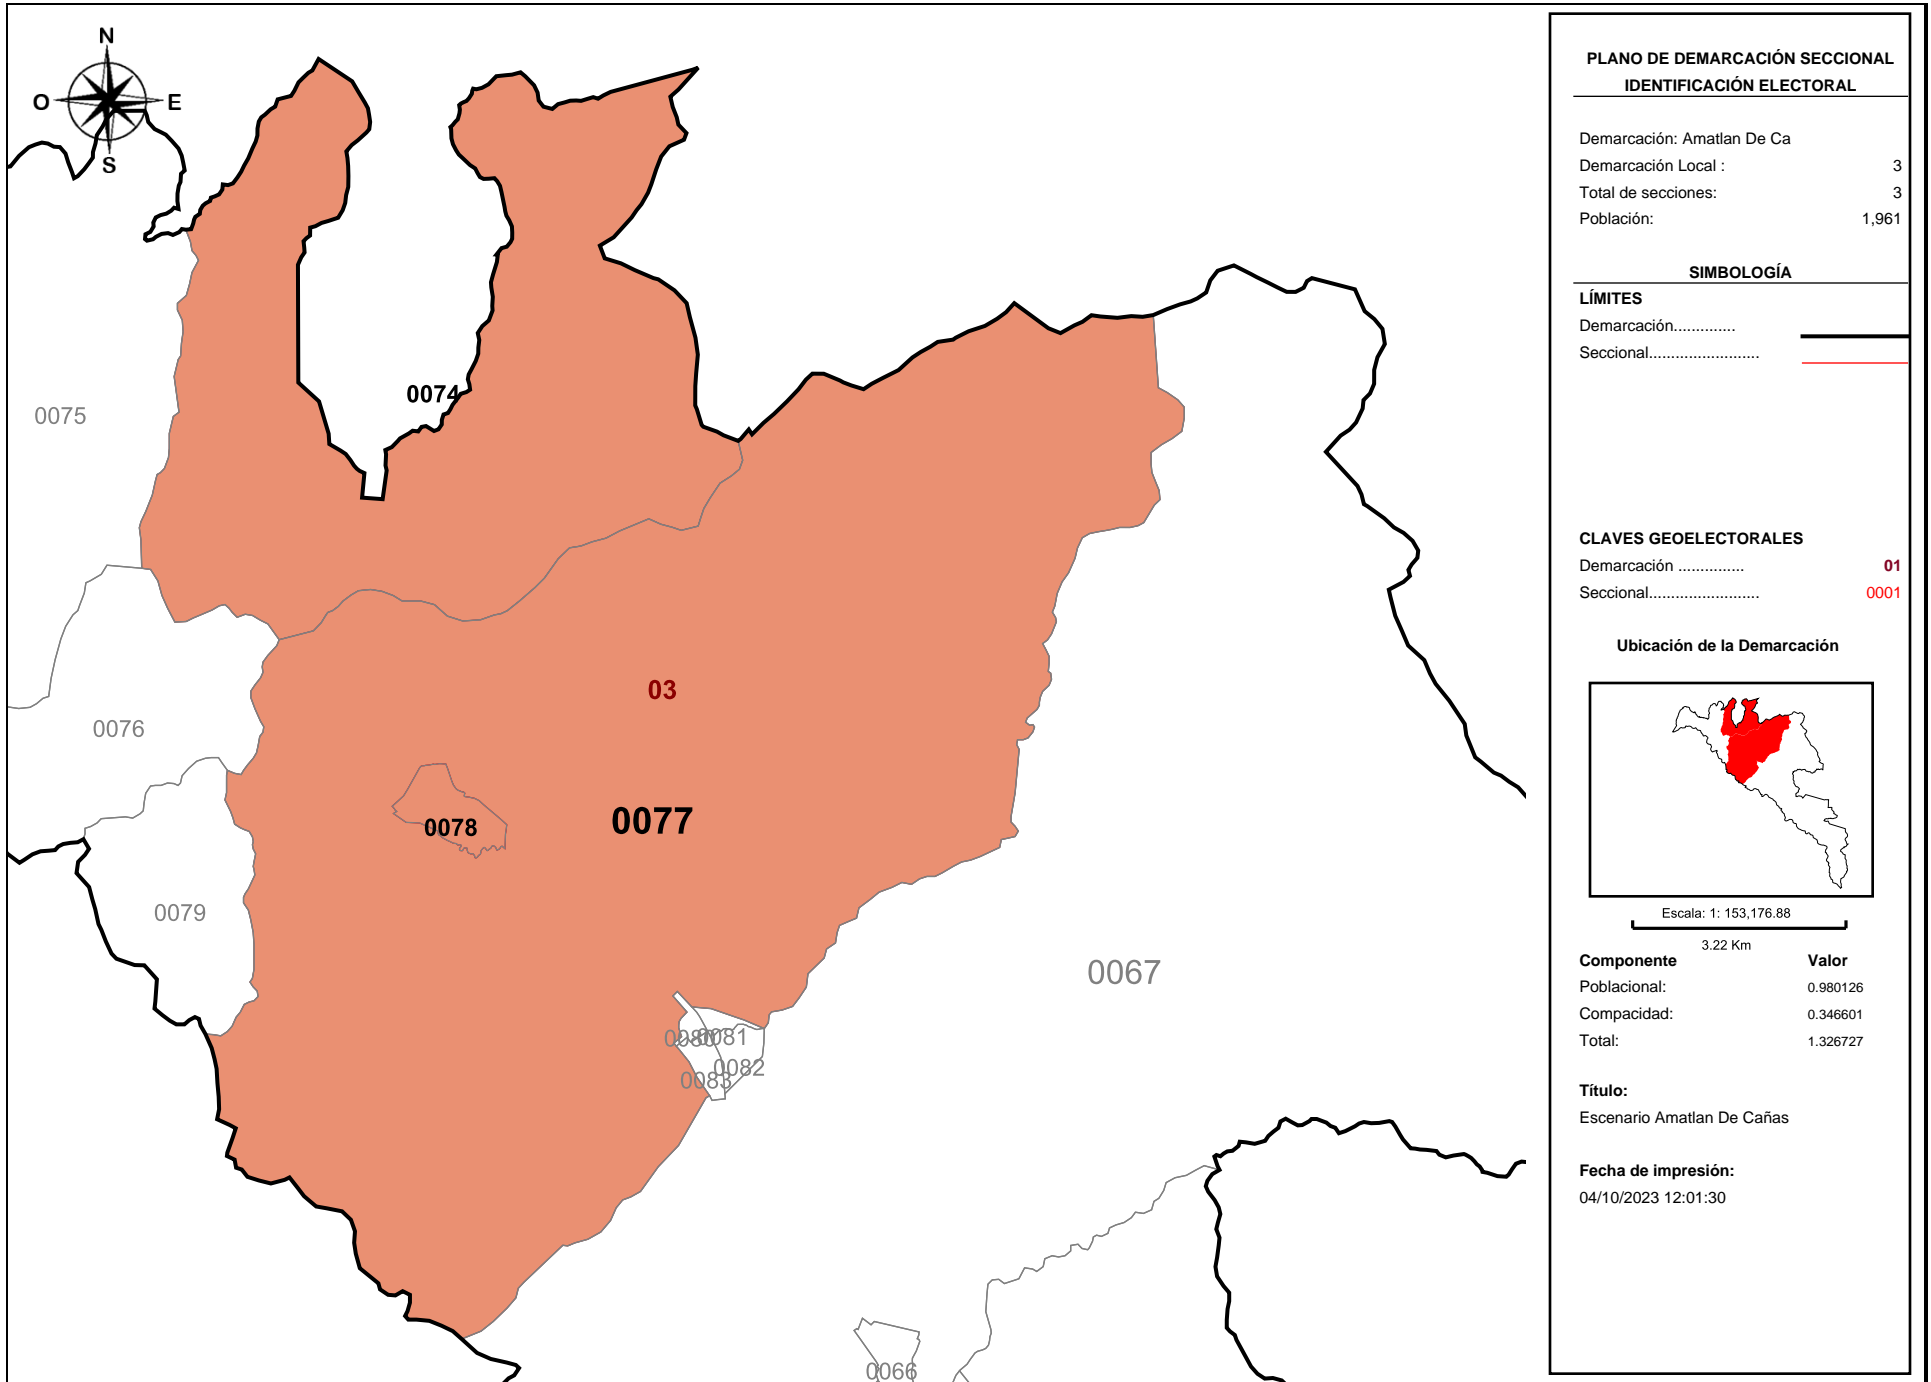 N
O
E
S
0074
0075
03
0076
0077
0078
0079
0067
0080
0081
0082
0083
0066
PLANO DE DEMARCACIÓN SECCIONAL
IDENTIFICACIÓN ELECTORAL
Demarcación: Amatlan De Ca
Demarcación Local : 3
Total de secciones: 3
Población: 1,961
SIMBOLOGÍA
LÍMITES
Demarcación..............
Seccional.........................
CLAVES GEOELECTORALES
Demarcación ............... 01
Seccional......................... 0001
Ubicación de la Demarcación
Escala: 1: 153,176.88
3.22 Km
Componente Valor
Poblacional: 0.980126
Compacidad: 0.346601
Total: 1.326727
Título:
Escenario Amatlan De Cañas
Fecha de impresión:
04/10/2023 12:01:30